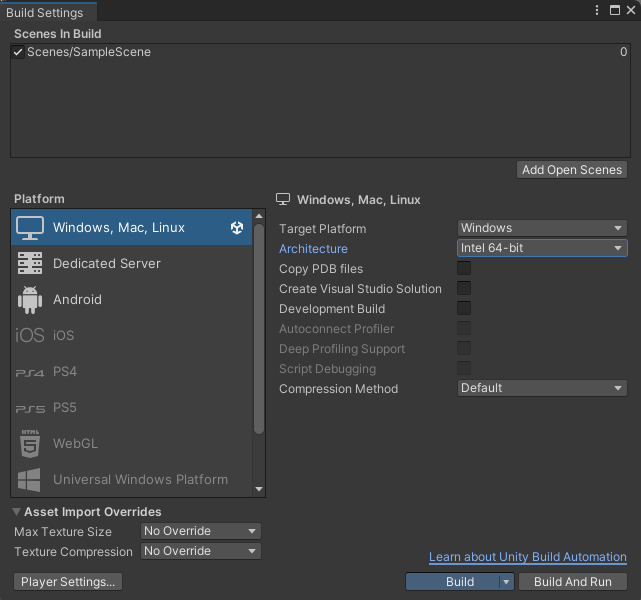 Build Settings
Scenes In Build
Scenes/SampleScene 0
Add Open Scenes
Platform
Windows, Mac, Linux
Dedicated Server
Android
iOS iOS
PS4 PS4
PS5 PS5
HTML 5 WebGL
Universal Windows Platform
Windows, Mac, Linux
Target Platform Windows
Architecture Intel 64-bit
Copy PDB files
Create Visual Studio Solution
Development Build
Autoconnect Profiler
Deep Profiling Support
Script Debugging
Compression Method Default
Asset Import Overrides
Max Texture Size No Override
Texture Compression No Override
Learn about Unity Build Automation
Player Settings...
Build
Build And Run